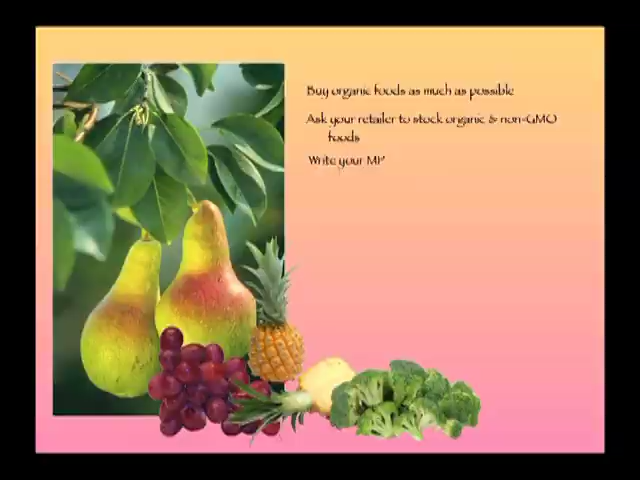 Buy organic foods as much as possible
Ask your retailer to stock organic & non-GMO
foods
Write your MP